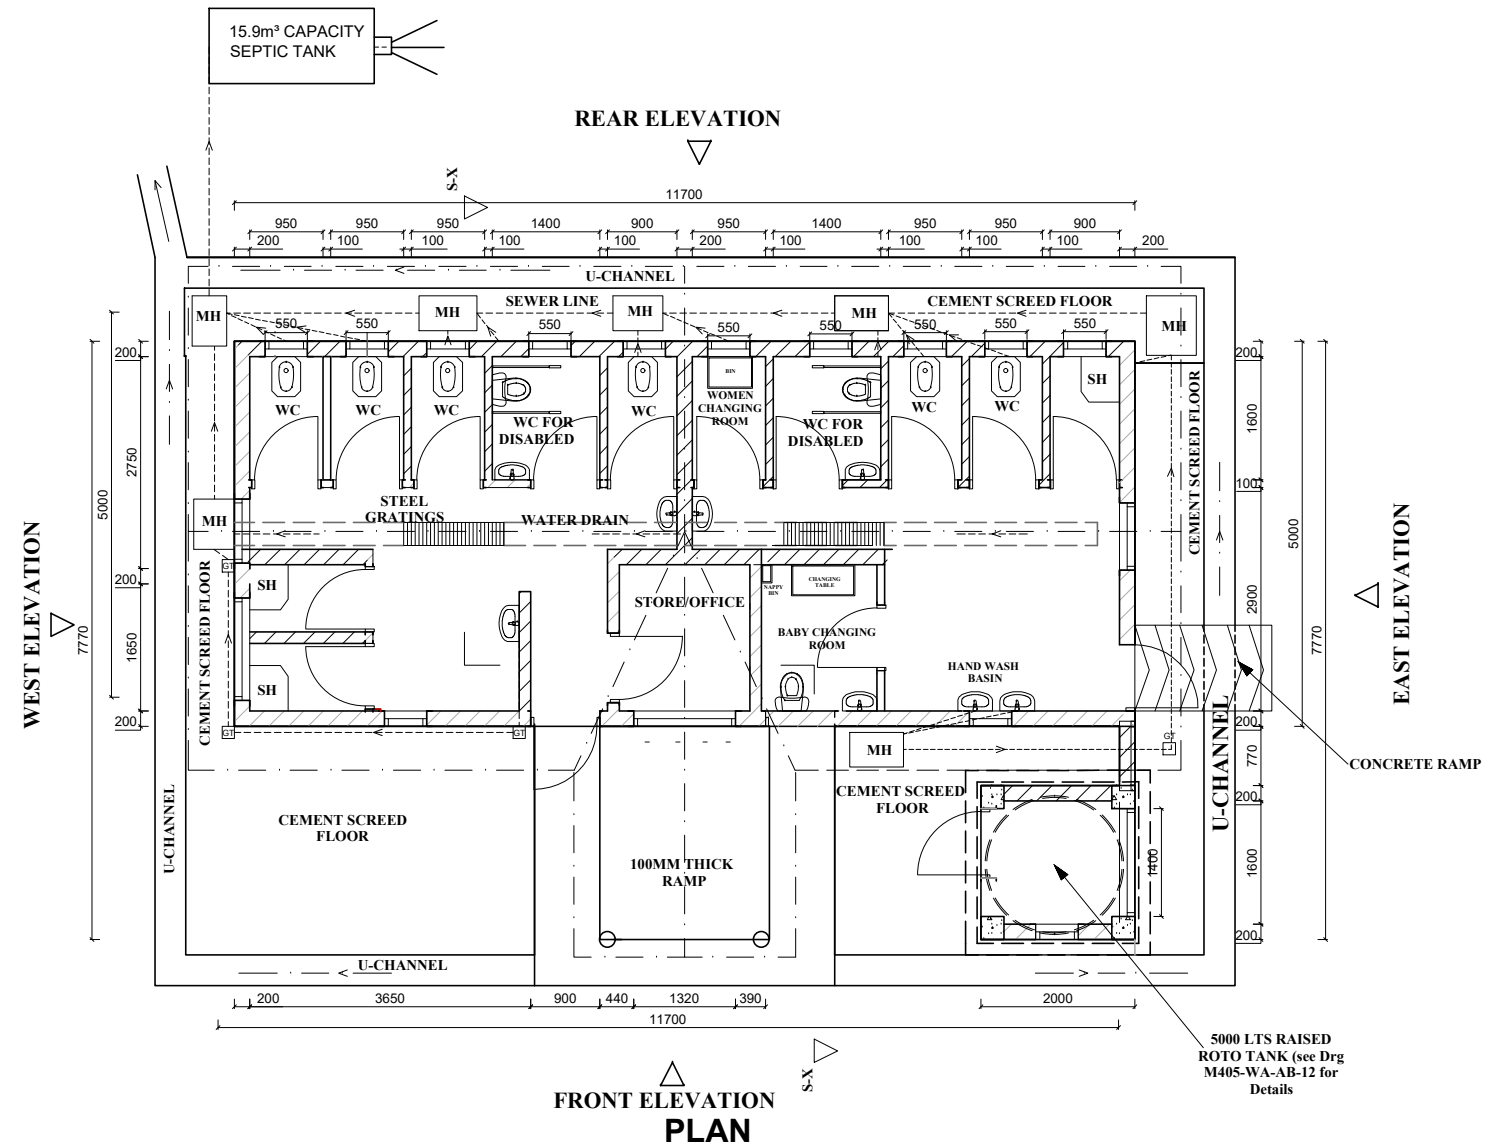 15.9m³ CAPACITY
SEPTIC TANK
REAR ELEVATION
S-X
11700
950 950 950 1400 900 950 1400 950 950 900
200 100 100 100 100 200 100 100 100 100 200
U-CHANNEL
SEWER LINE
CEMENT SCREED FLOOR
MH MH MH MH MH
550 550 550 550 550 550 550 550
BIN
SH
WC WC WC
WC FOR
DISABLED
WC
WOMEN
CHANGING
ROOM
WC FOR
DISABLED
WC WC
STEEL
GRATINGS
WATER DRAIN
MH
GT
SH
SH
GT
GT
STORE/OFFICE
NAPPY
BIN
CHANGING
TABLE
BABY CHANGING
ROOM
HAND WASH
BASIN
MH
GT
CEMENT SCREED FLOOR
CEMENT SCREED FLOOR
200
2750
200
1650
200
5000
7770
200
1600
100
2900
200
770
200
1600
200
5000
7770
WEST ELEVATION
EAST ELEVATION
CONCRETE RAMP
U-CHANNEL
U-CHANNEL
CEMENT SCREED
FLOOR
CEMENT SCREED
FLOOR
100MM THICK
RAMP
1400
U-CHANNEL
200 3650 900 440 1320 390 2000
11700
5000 LTS RAISED
ROTO TANK (see Drg
M405-WA-AB-12 for
Details
S-X
FRONT ELEVATION
PLAN